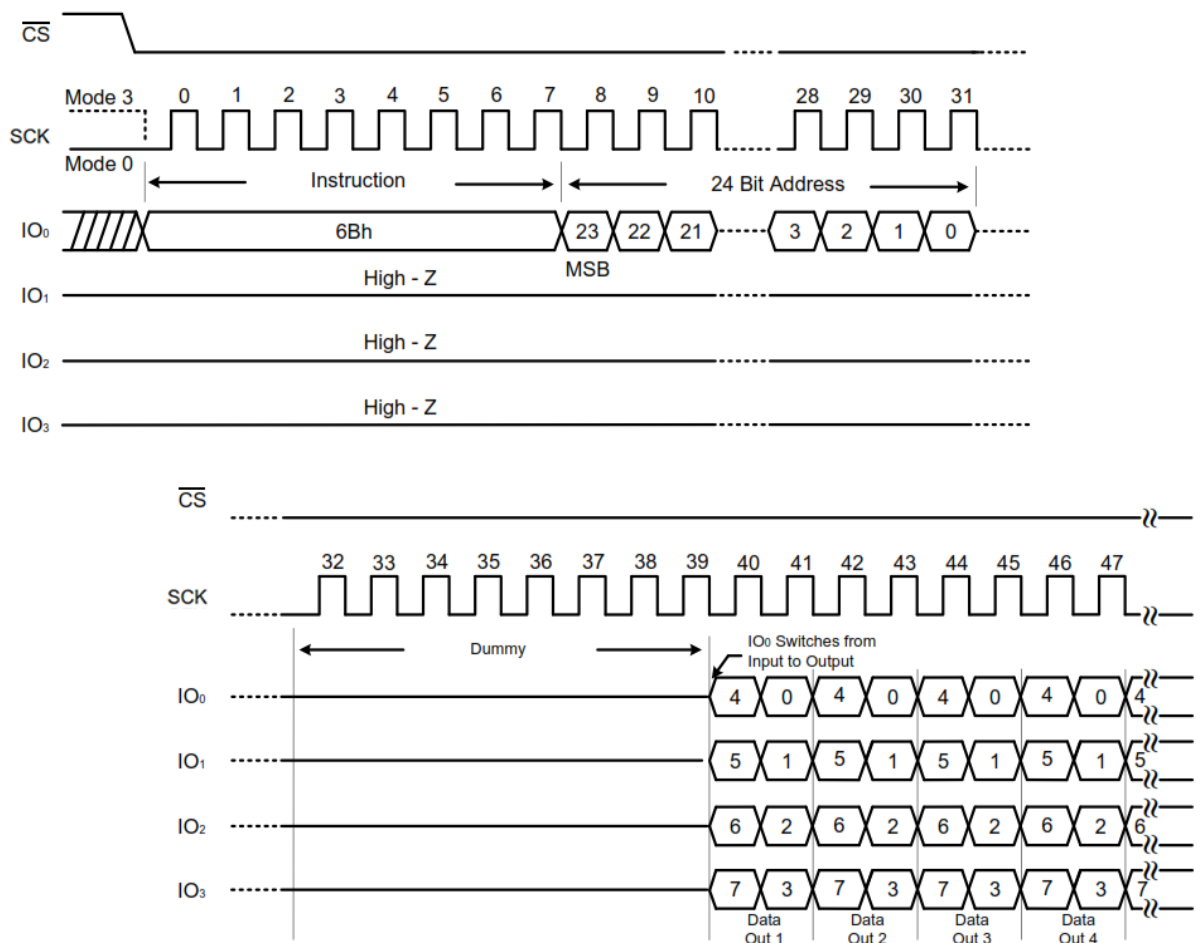 CS
Mode 3 0 1 2 3 4 5 6 7 8 9 10 28 29 30 31
SCK
Mode 0
Instruction 24 Bit Address
IO₀ 6Bh 23 22 21 3 2 1 0
MSB
High - Z
IO₁
High - Z
IO₂
High - Z
IO₃
CS
32 33 34 35 36 37 38 39 40 41 42 43 44 45 46 47
SCK
Dummy
IO₀ Switches from
Input to Output
IO₀ 4 0 4 0 4 0 4 0 4
IO₁ 5 1 5 1 5 1 5 1 5
IO₂ 6 2 6 2 6 2 6 2 6
IO₃ 7 3 7 3 7 3 7 3 7
Data Data Data Data
Out 1 Out 2 Out 3 Out 4